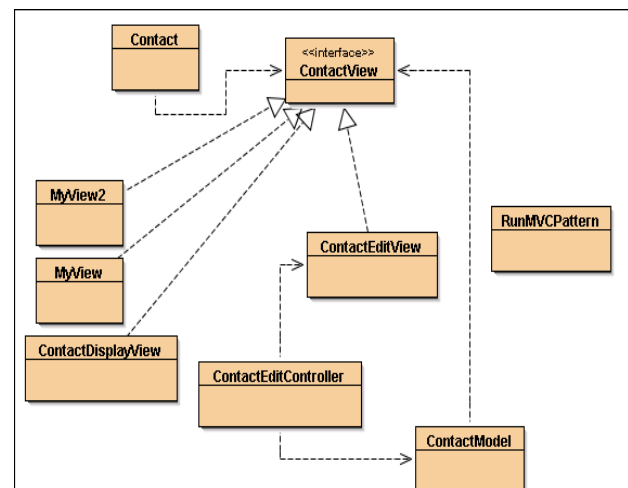 Contact
<<interface>>
ContactView
MyView2
RunMVCPattern
ContactEditView
MyView
ContactDisplayView
ContactEditController
ContactModel